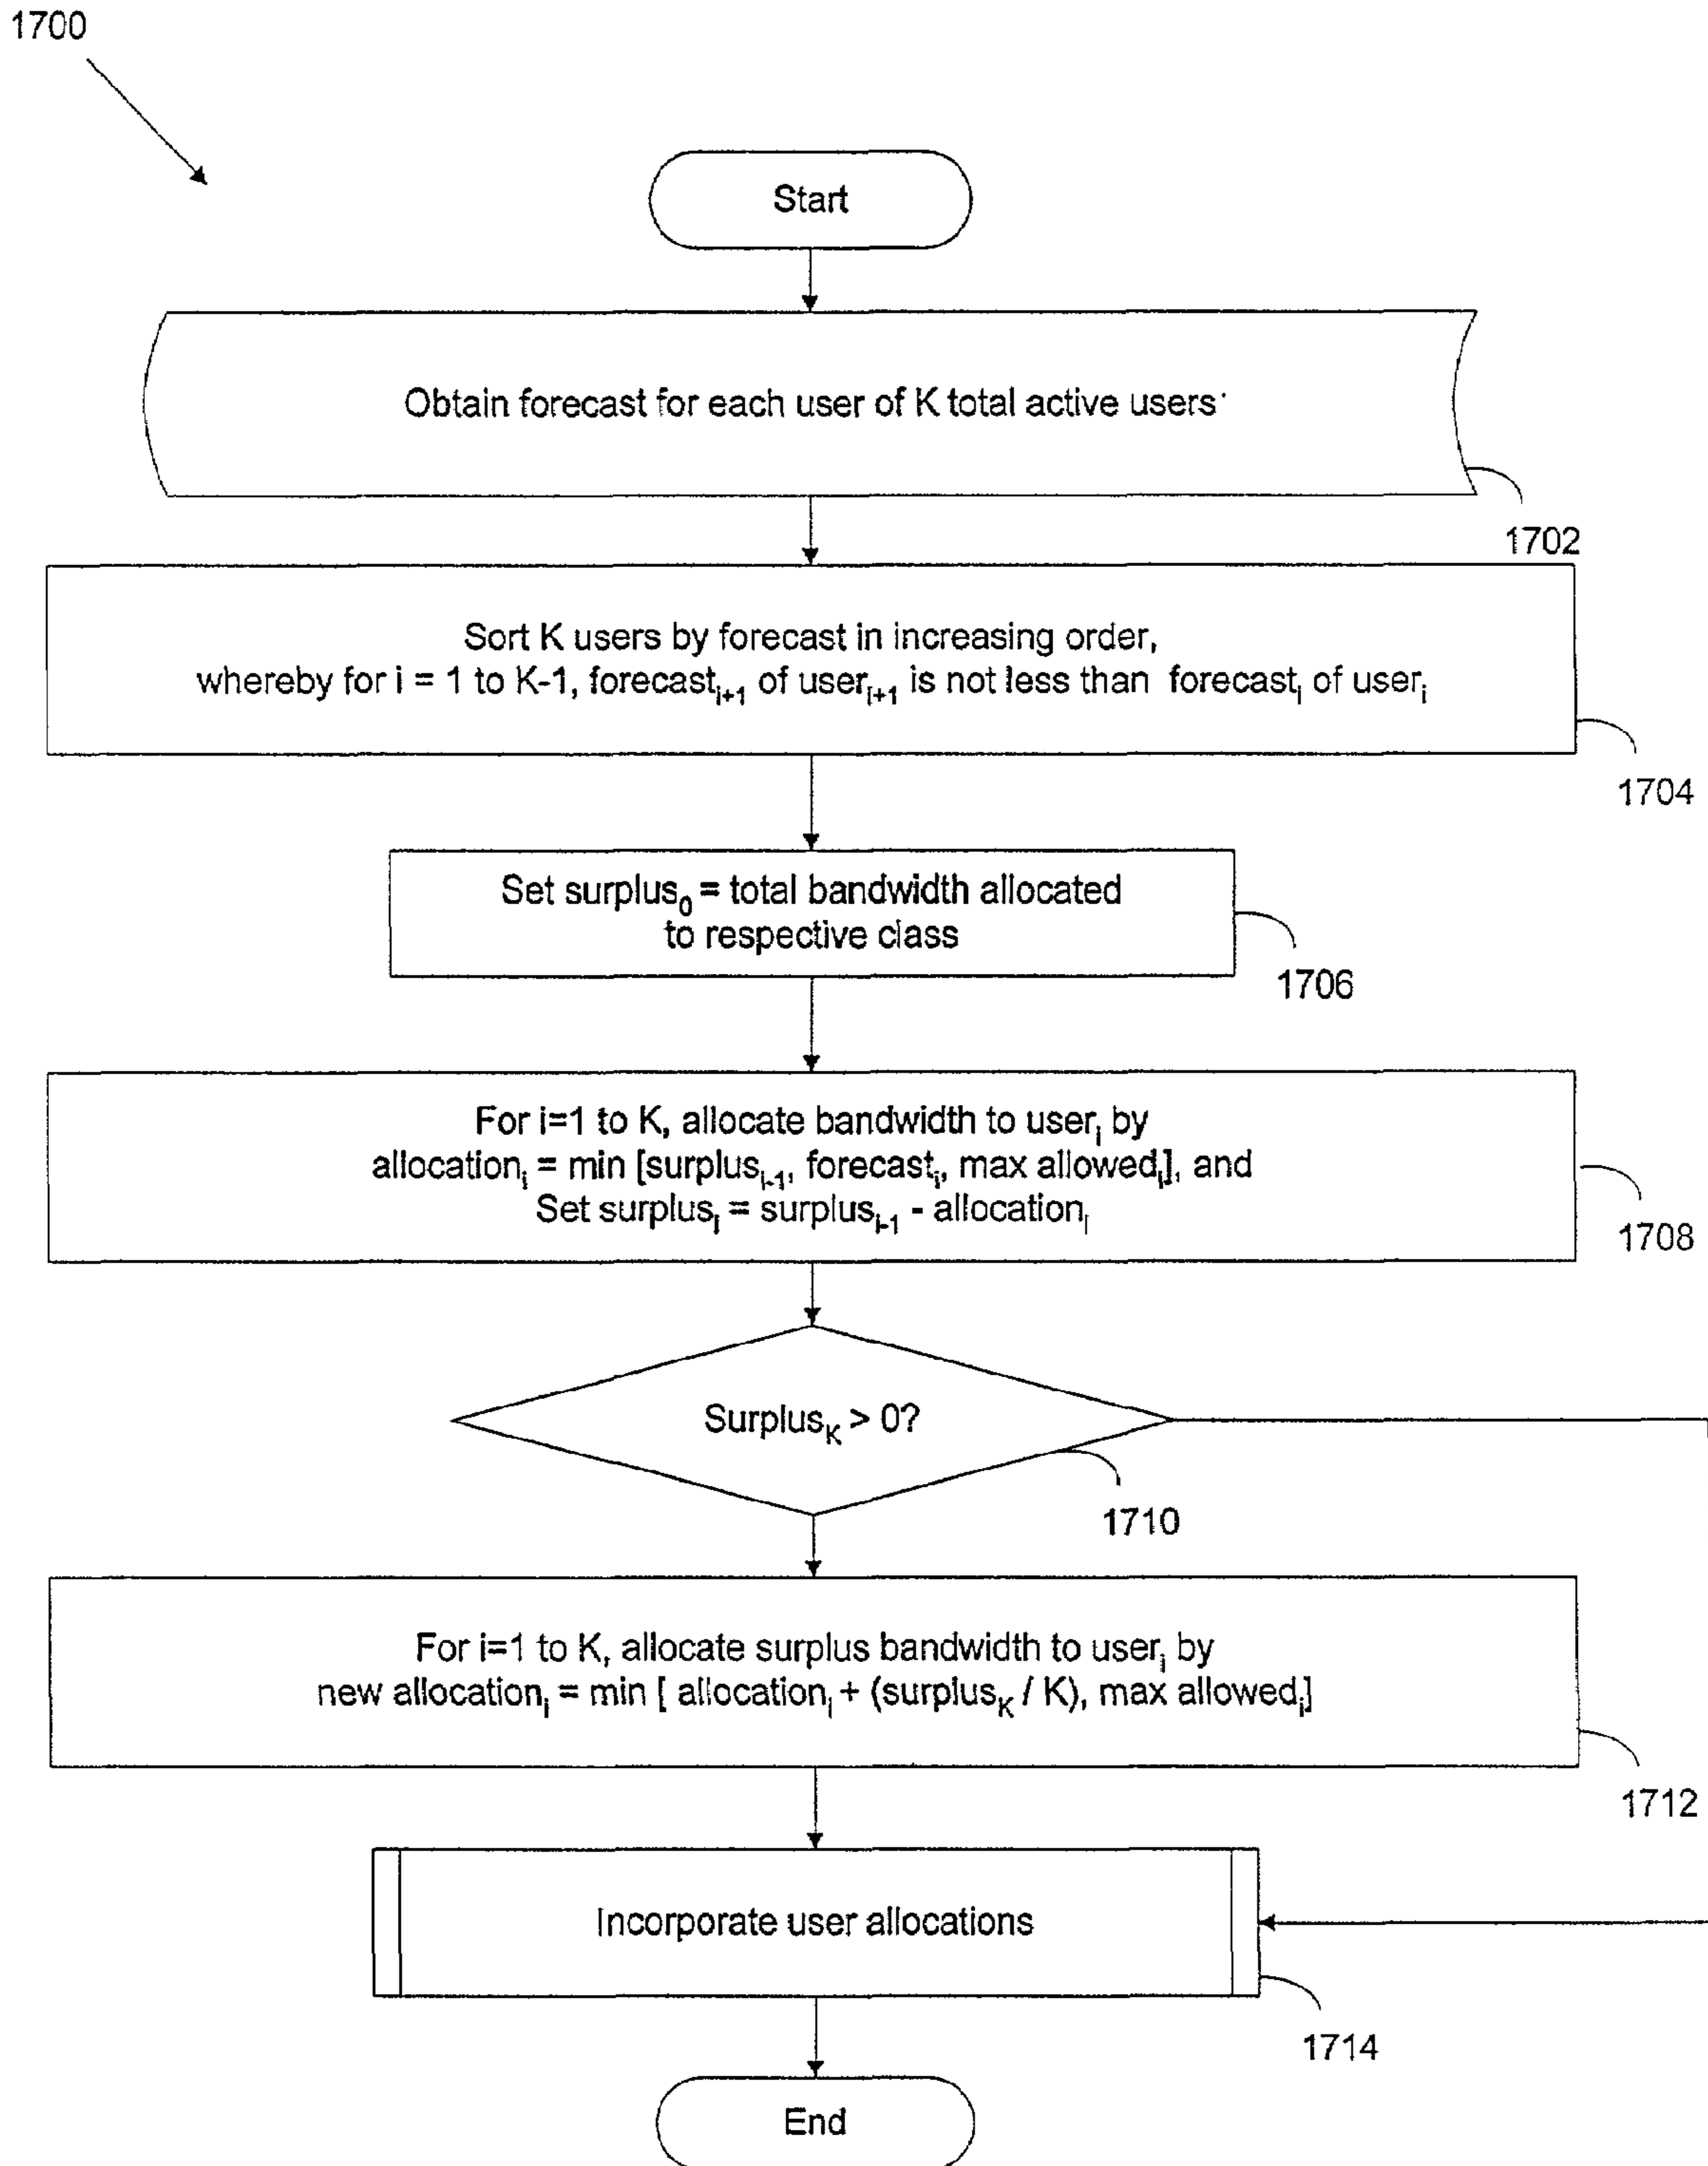 1700
Start
Obtain forecast for each user of K total active users
1702
Sort K users by forecast in increasing order,
whereby for i = 1 to K-1, forecastᵢ₊₁ of userᵢ₊₁ is not less than forecastᵢ of userᵢ
1704
Set surplus₀ = total bandwidth allocated
to respective class
1706
For i=1 to K, allocate bandwidth to userᵢ by
allocationᵢ = min [surplusᵢ₋₁, forecastᵢ, max allowedᵢ], and
Set surplusᵢ = surplusᵢ₋₁ - allocationᵢ
1708
Surplus_K > 0?
1710
For i=1 to K, allocate surplus bandwidth to userᵢ by
new allocationᵢ = min [ allocationᵢ + (surplus_K / K), max allowedᵢ]
1712
Incorporate user allocations
1714
End